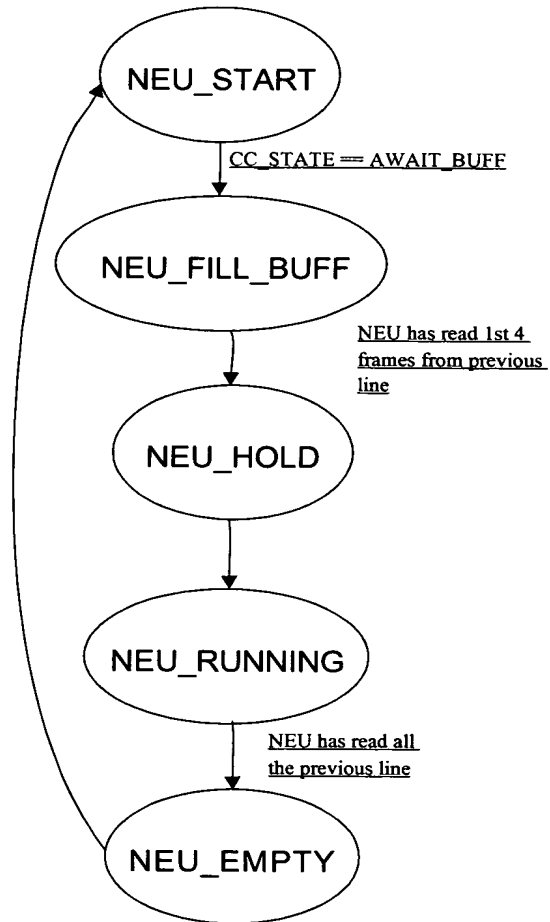 NEU_START
CC_STATE == AWAIT_BUFF
NEU_FILL_BUFF
NEU has read 1st 4
frames from previous
line
NEU_HOLD
NEU_RUNNING
NEU has read all
the previous line
NEU_EMPTY